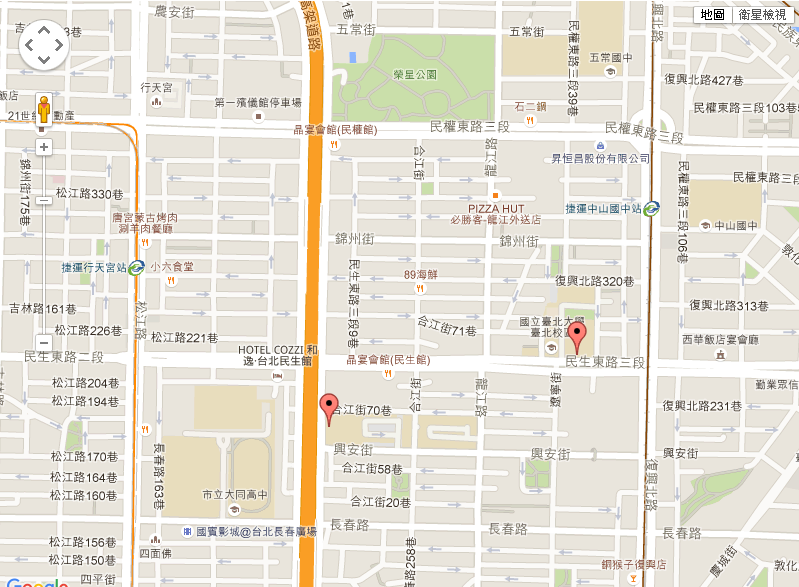 農安街
高架道路
五常街
五常街
民權東路三段39巷
復興北路
地圖
衛星檢視
五常國中
榮星公園
復興北路427巷
行天宮
第一殯儀館停車場
石二鍋
民權東路三段103巷
晶宴會館(民權館)
民權東路三段
民權東路三段
合江街
龍江路
昇恒昌股份有限公司
錦州街175巷
民權東路三段
松江路330巷
民權東路三段106巷
PIZZA HUT
必勝客-龍江外送店
捷運中山國中站
唐宮蒙古烤肉
涮羊肉餐廳
中山國中
錦州街
錦州街
捷運行天宮站
小六食堂
民生東路三段9巷
89海鮮
復興北路320巷
吉林路161巷
松江路
復興北路313巷
合江街71巷
國立臺北大學
臺北校區
松江路226巷
松江路221巷
西華飯店宴會廳
HOTEL COZZI 和
逸·台北民生館
民生東路二段
晶宴會館(民生館)
民生東路三段
松江路204巷
合江街
龍江路
勤業眾信
松江路194巷
合江街70巷
復興北路231巷
長春路163巷
興安街
興安街
興安街
松江路170巷
合江街58巷
復興北路
松江路164巷
松江路160巷
市立大同高中
合江街20巷
國賓影城@台北長春廣場
長春路
長春路
松江路156巷
四面佛
松江路150巷
銅猴子復興店
慶城街
四平街
Google